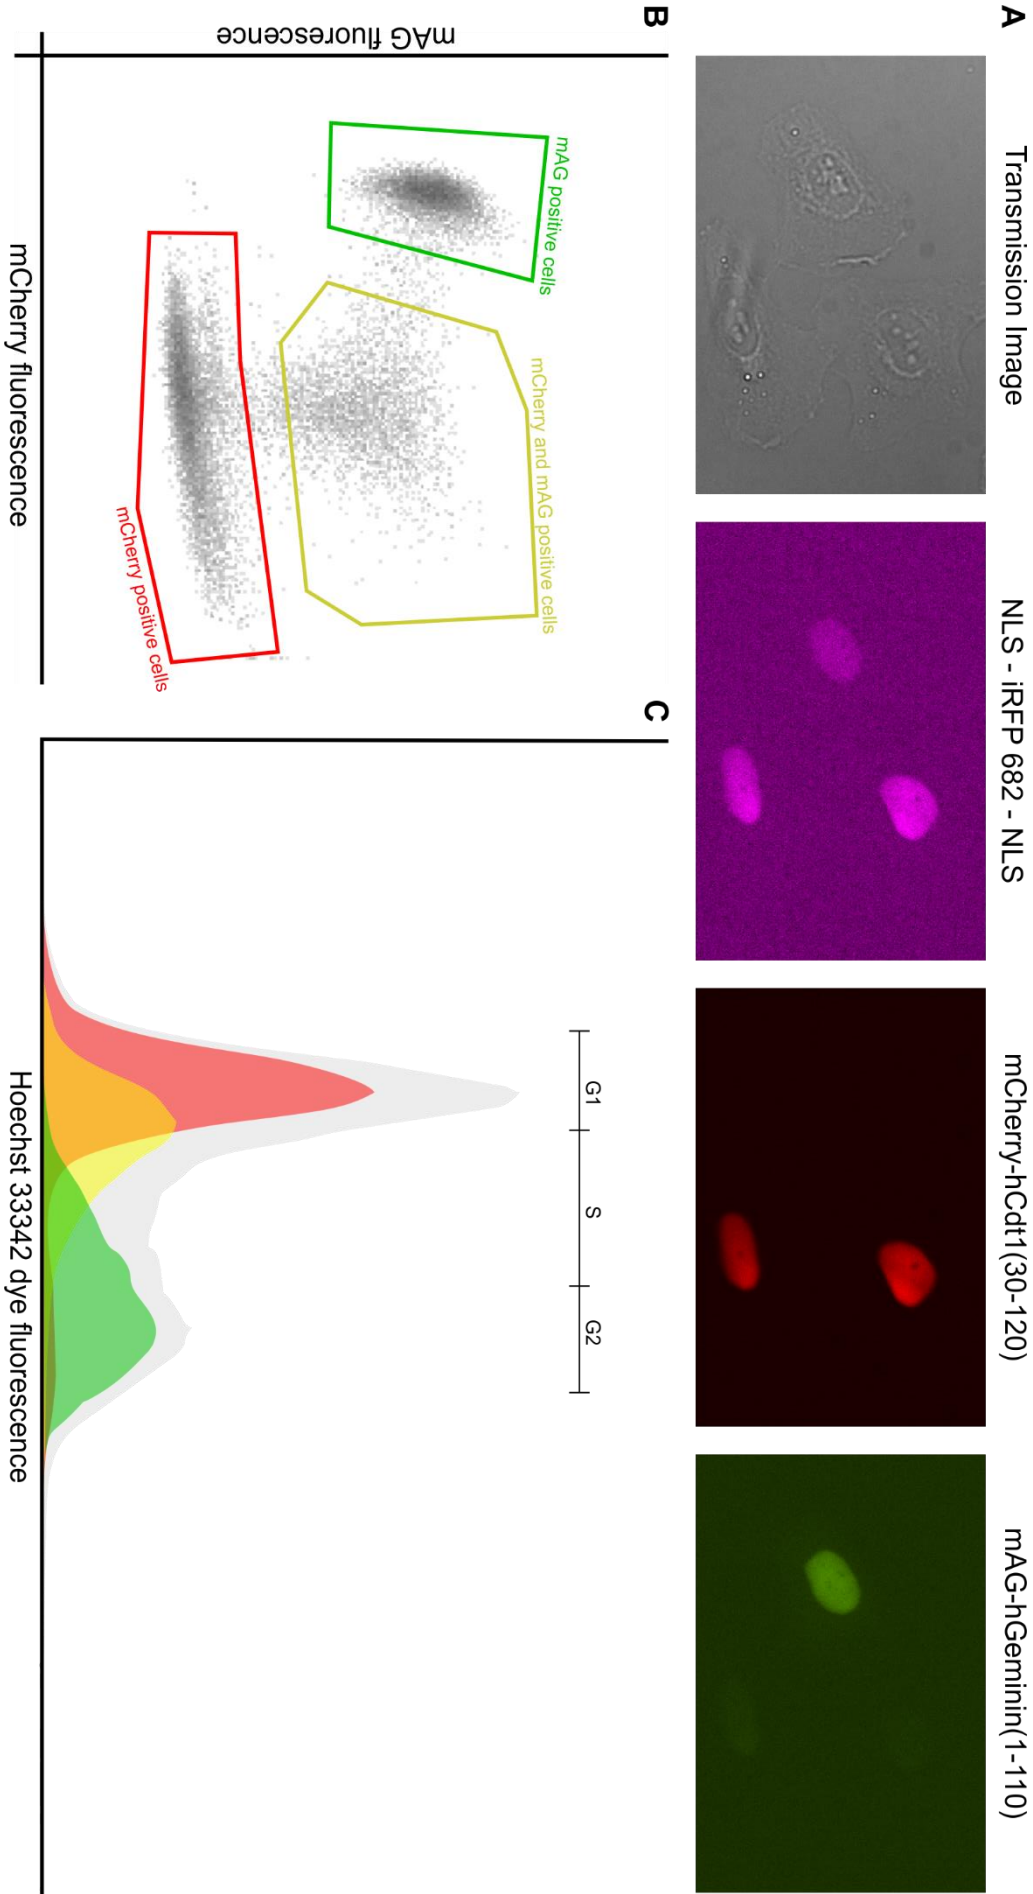 A
Transmission Image
NLS - iRFP 682 - NLS
mCherry-hCdt1(30-120)
mAG-hGeminin(1-110)
B
mAG fluorescence
mAG positive cells
mCherry and mAG positive cells
mCherry positive cells
mCherry fluorescence
C
G1
S
G2
Hoechst 33342 dye fluorescence